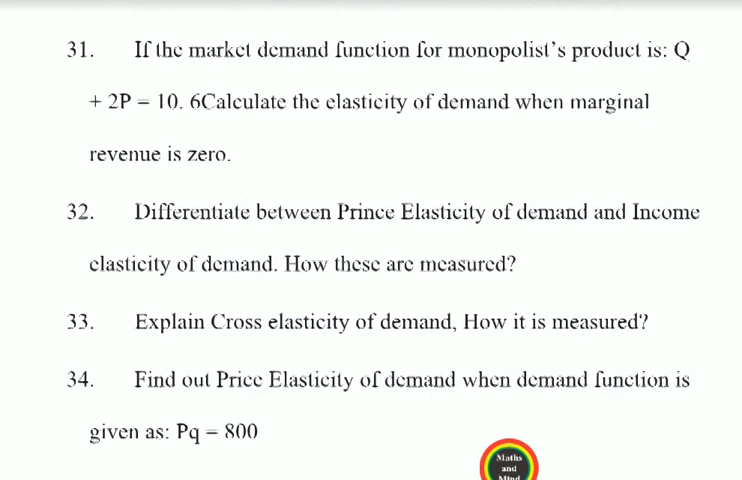 31. If the market demand function for monopolist's product is: Q
+ 2P = 10. 6Calculate the elasticity of demand when marginal
revenue is zero.
32. Differentiate between Prince Elasticity of demand and Income
elasticity of demand. How these are measured?
33. Explain Cross elasticity of demand, How it is measured?
34. Find out Price Elasticity of demand when demand function is
given as: Pq = 800
Maths
and
Mind